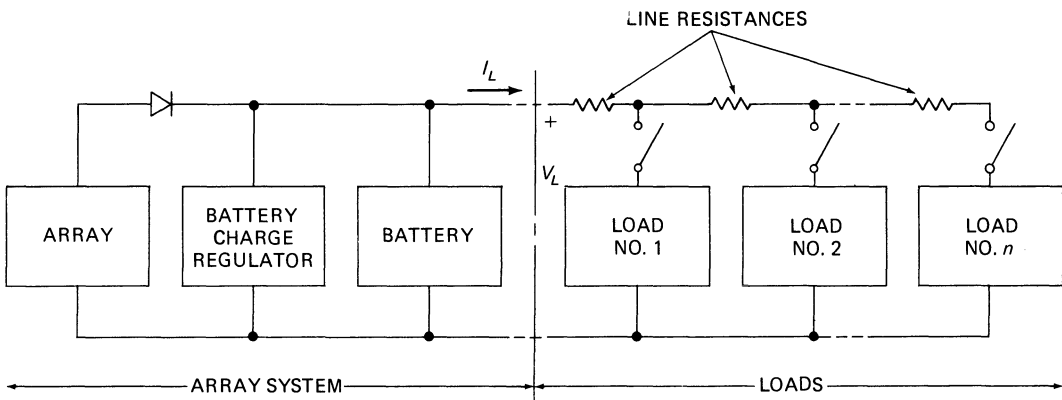 LINE RESISTANCES
I_L
+
V_L
ARRAY
BATTERY
CHARGE
REGULATOR
BATTERY
LOAD
NO. 1
LOAD
NO. 2
LOAD
NO. n
ARRAY SYSTEM
LOADS